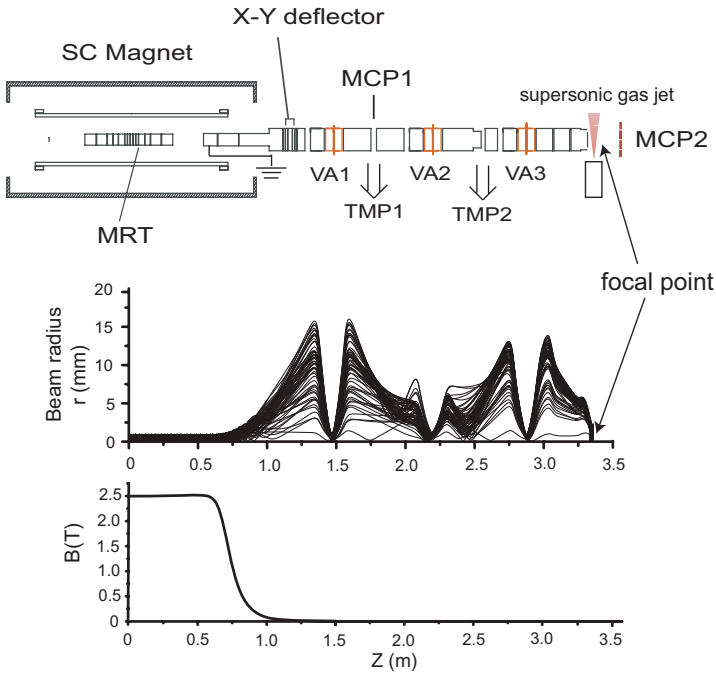 X-Y deflector
SC Magnet
MCP1
supersonic gas jet
MCP2
VA1
VA2
VA3
TMP1
TMP2
MRT
focal point
20
15
10
5
0
Beam radius
r (mm)
0
0.5
1.0
1.5
2.0
2.5
3.0
3.5
2.5
2.0
1.5
1.0
0.5
0
B(T)
0
0.5
1.0
1.5
2.0
2.5
3.0
3.5
Z (m)